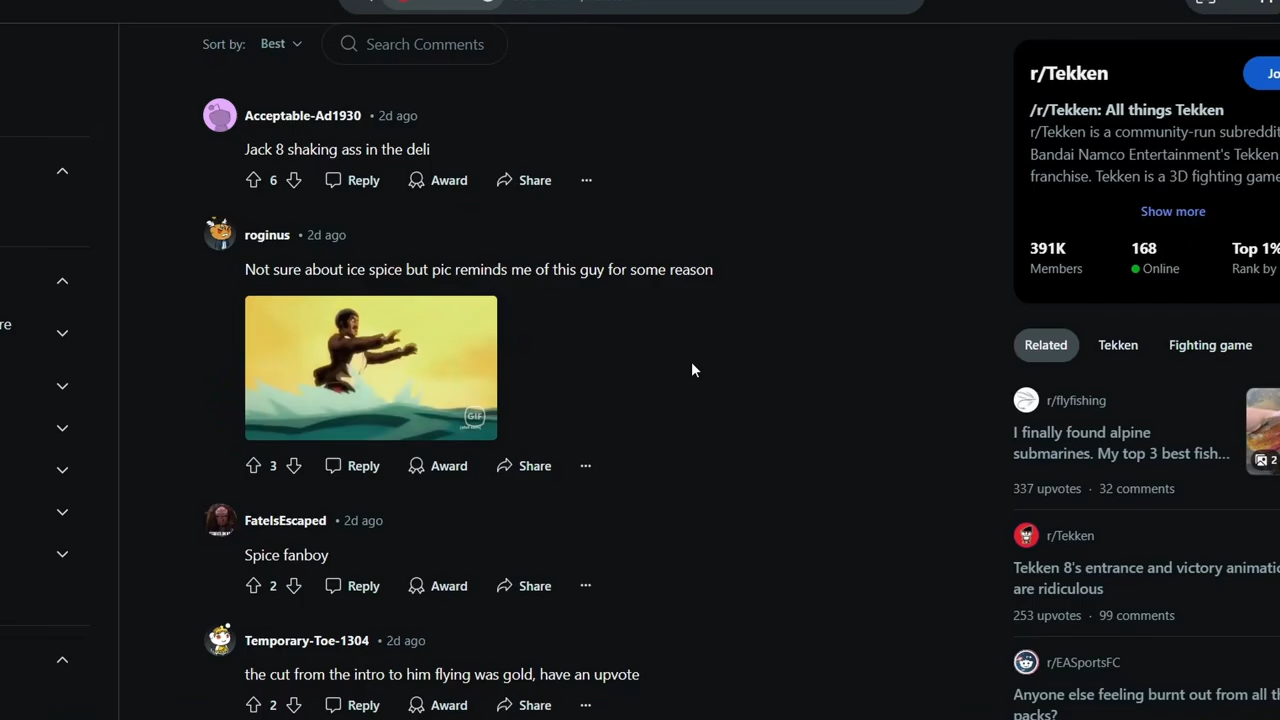 Sort by: Best
Search Comments
Acceptable-Ad1930 • 2d ago
Jack 8 shaking ass in the deli
6 Reply Award Share
roginus • 2d ago
Not sure about ice spice but pic reminds me of this guy for some reason
GIF
3 Reply Award Share
FateIsEscaped • 2d ago
Spice fanboy
2 Reply Award Share
Temporary-Toe-1304 • 2d ago
the cut from the intro to him flying was gold, have an upvote
2 Reply Award Share
re
r/Tekken
Jo
/r/Tekken: All things Tekken
r/Tekken is a community-run subreddit
Bandai Namco Entertainment's Tekken
franchise. Tekken is a 3D fighting game
Show more
391K 168 Top 1%
Members Online Rank by
Related Tekken Fighting game
r/flyfishing
I finally found alpine
submarines. My top 3 best fish...
2
337 upvotes · 32 comments
r/Tekken
Tekken 8's entrance and victory animatic
are ridiculous
253 upvotes · 99 comments
r/EASportsFC
Anyone else feeling burnt out from all t
packs?